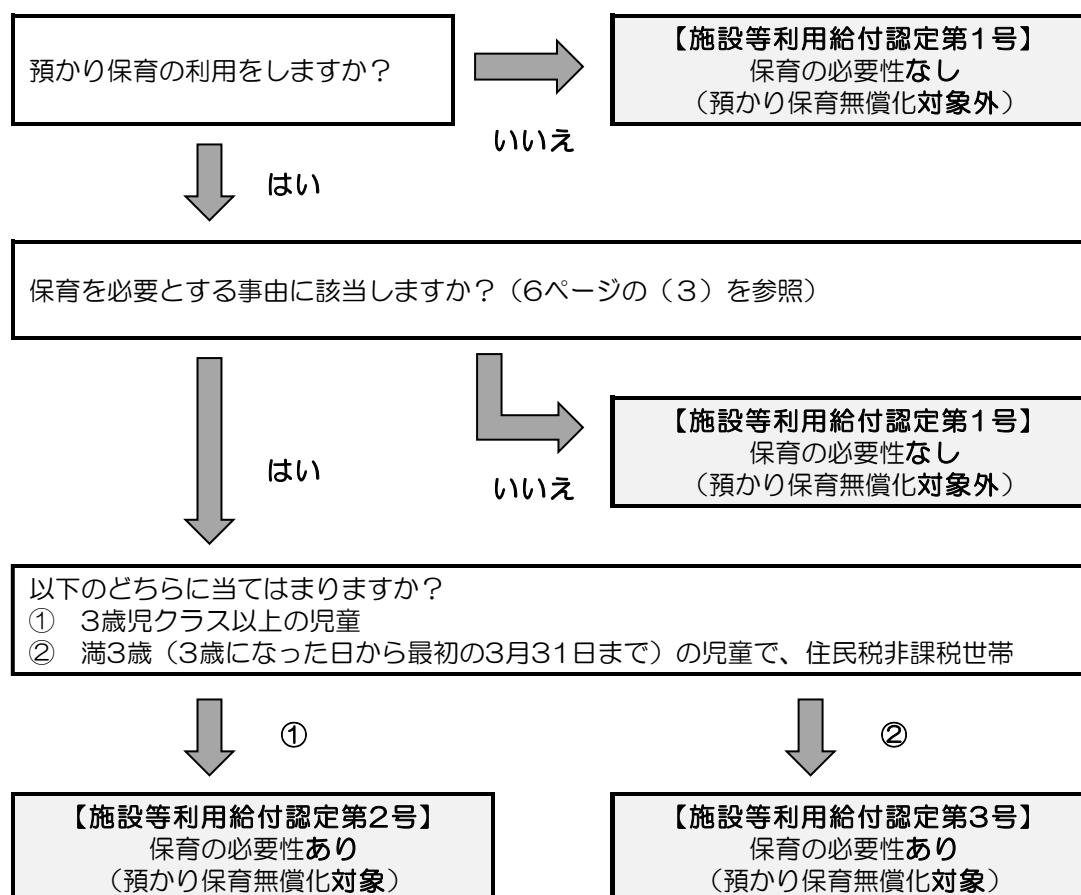 預かり保育の利用をしますか？
【施設等利用給付認定第1号】
保育の必要性なし
（預かり保育無償化対象外）
いいえ
はい
保育を必要とする事由に該当しますか？（6ページの（3）を参照）
【施設等利用給付認定第1号】
保育の必要性なし
（預かり保育無償化対象外）
はい
いいえ
以下のどちらに当てはまりますか？
①　3歳児クラス以上の児童
②　満3歳（3歳になった日から最初の3月31日まで）の児童で、住民税非課税世帯
①
②
【施設等利用給付認定第2号】
保育の必要性あり
（預かり保育無償化対象）
【施設等利用給付認定第3号】
保育の必要性あり
（預かり保育無償化対象）